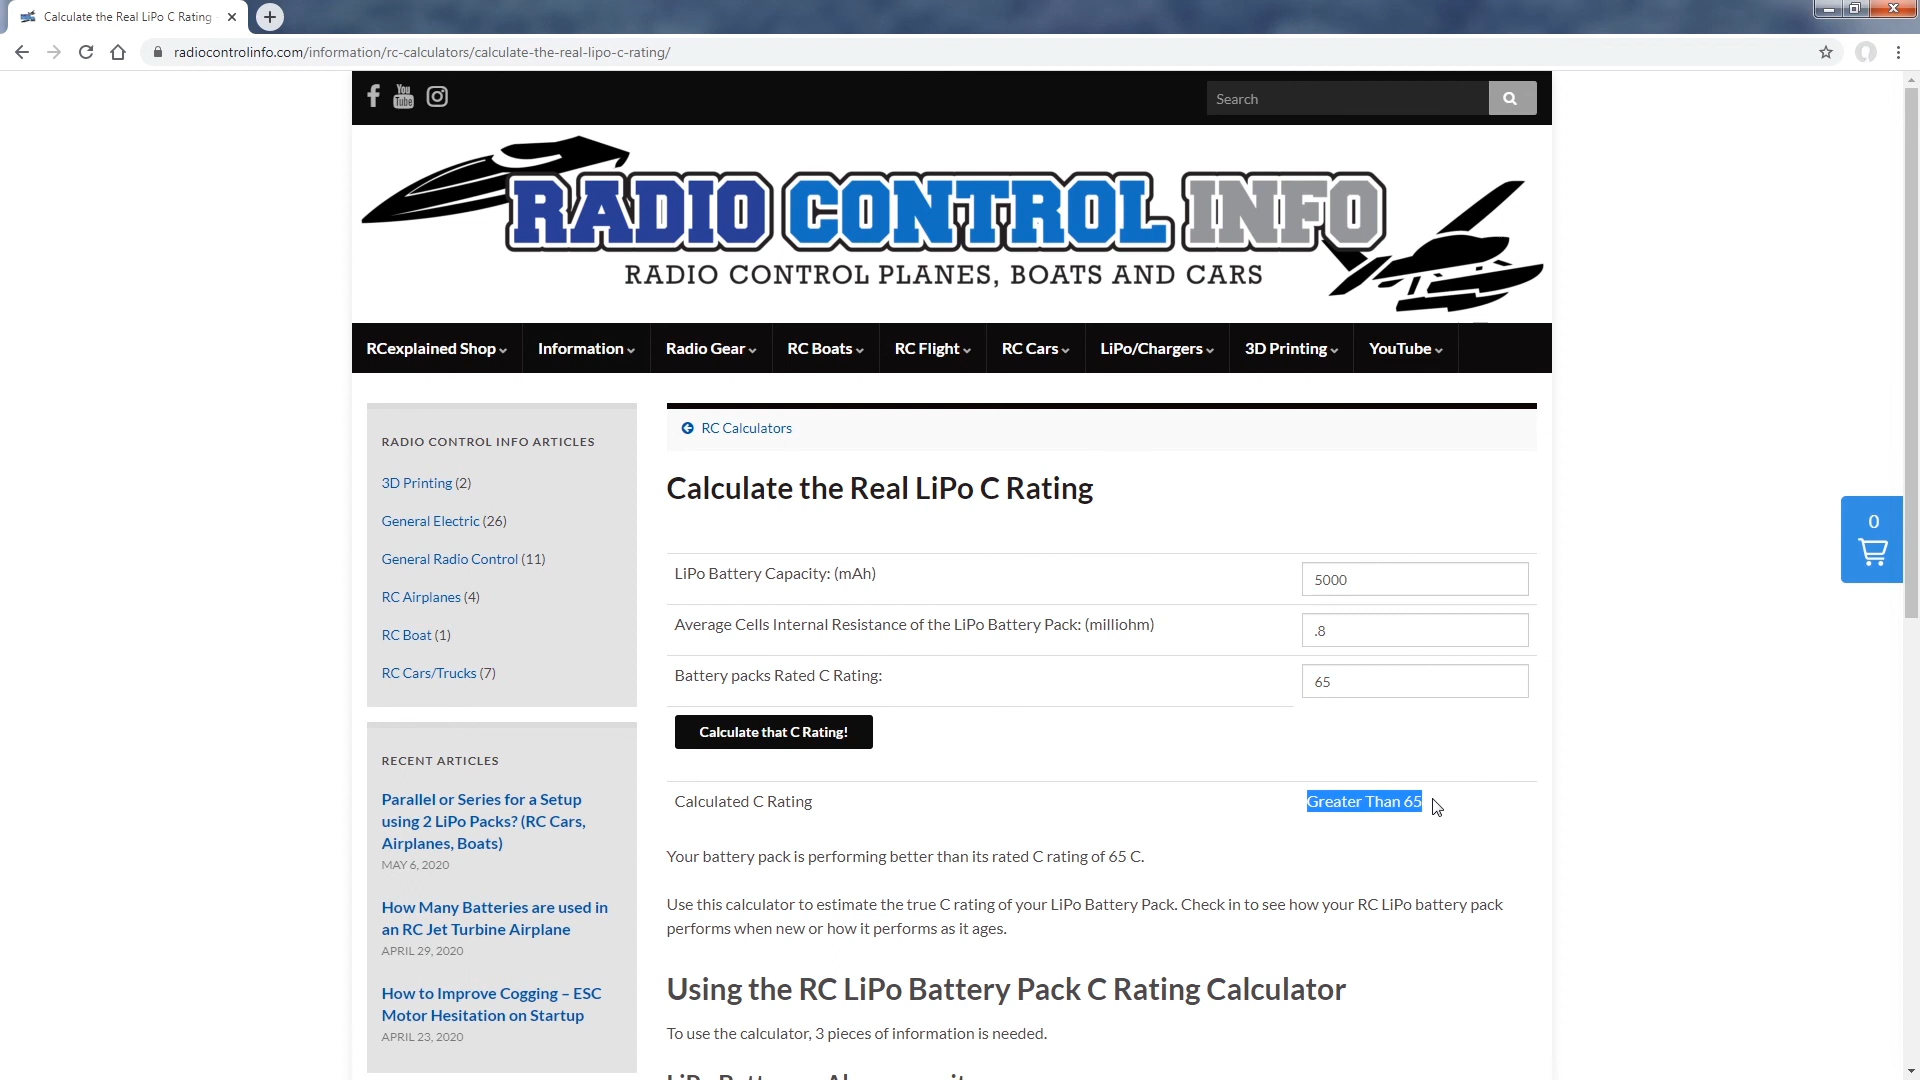 Calculate the Real LiPo C Rating
radiocontrolinfo.com/information/rc-calculators/calculate-the-real-lipo-c-rating/
You
Tube
Search
RADIO CONTROL INFO
RADIO CONTROL PLANES, BOATS AND CARS
RCexplained Shop
Information
Radio Gear
RC Boats
RC Flight
RC Cars
LiPo/Chargers
3D Printing
YouTube
RADIO CONTROL INFO ARTICLES
3D Printing (2)
General Electric (26)
General Radio Control (11)
RC Airplanes (4)
RC Boat (1)
RC Cars/Trucks (7)
RECENT ARTICLES
Parallel or Series for a Setup
using 2 LiPo Packs? (RC Cars,
Airplanes, Boats)
MAY 6, 2020
How Many Batteries are used in
an RC Jet Turbine Airplane
APRIL 29, 2020
How to Improve Cogging – ESC
Motor Hesitation on Startup
APRIL 23, 2020
RC Calculators
Calculate the Real LiPo C Rating
LiPo Battery Capacity: (mAh)
5000
Average Cells Internal Resistance of the LiPo Battery Pack: (milliohm)
.8
Battery packs Rated C Rating:
65
Calculate that C Rating!
Calculated C Rating
Greater Than 65
Your battery pack is performing better than its rated C rating of 65 C.
Use this calculator to estimate the true C rating of your LiPo Battery Pack. Check in to see how your RC LiPo battery pack
performs when new or how it performs as it ages.
Using the RC LiPo Battery Pack C Rating Calculator
To use the calculator, 3 pieces of information is needed.
0